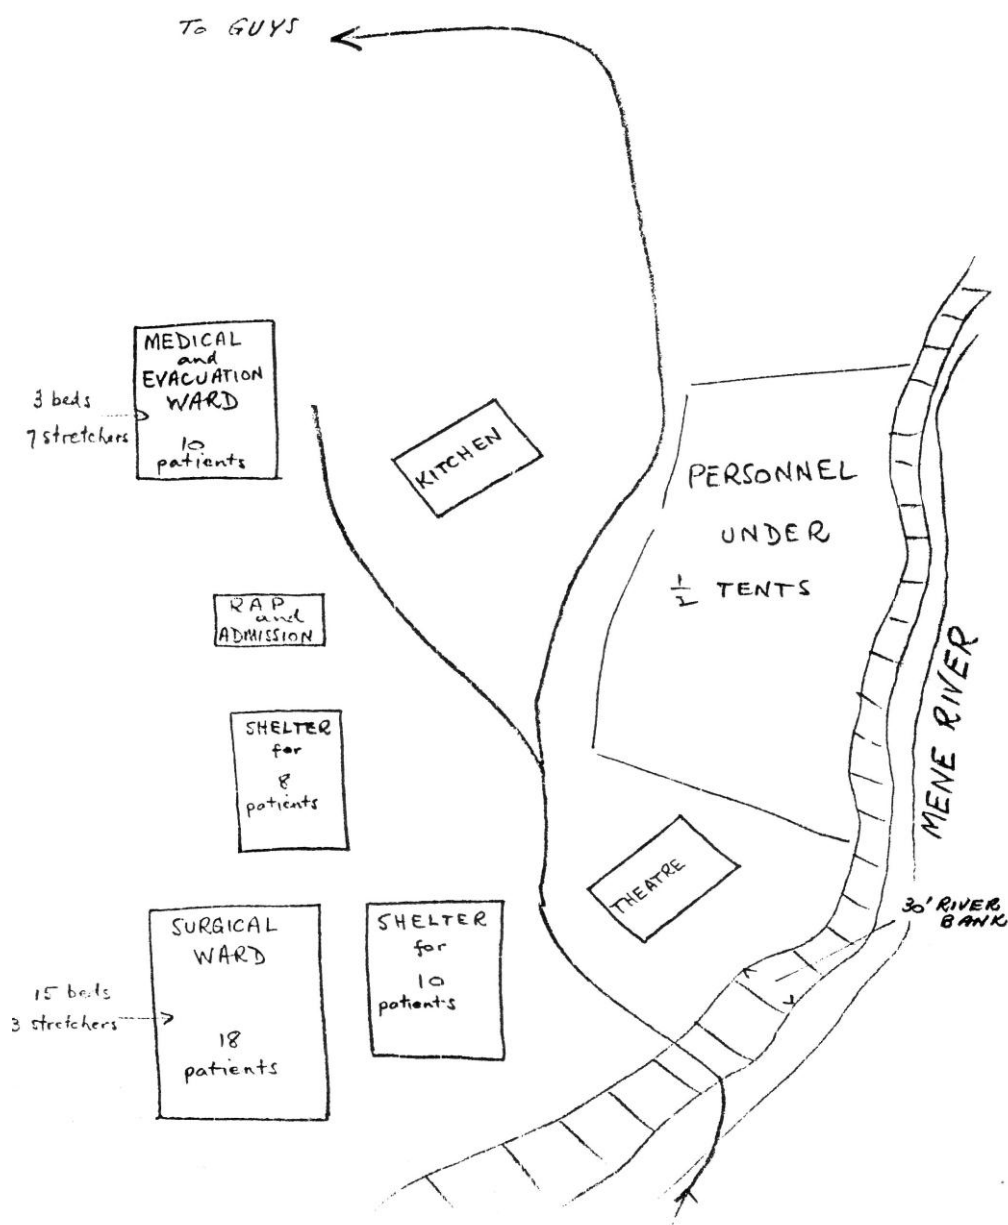 To GUYS
MEDICAL
and
EVACUATION
WARD
10
patients
3 beds
7 stretchers
KITCHEN
PERSONNEL
UNDER
1/2 TENTS
RAP
and
ADMISSION
SHELTER
for
8
patients
MENE RIVER
THEATRE
30' RIVER
BANK
SURGICAL
WARD
18
patients
15 beds
3 stretchers
SHELTER
for
10
patients